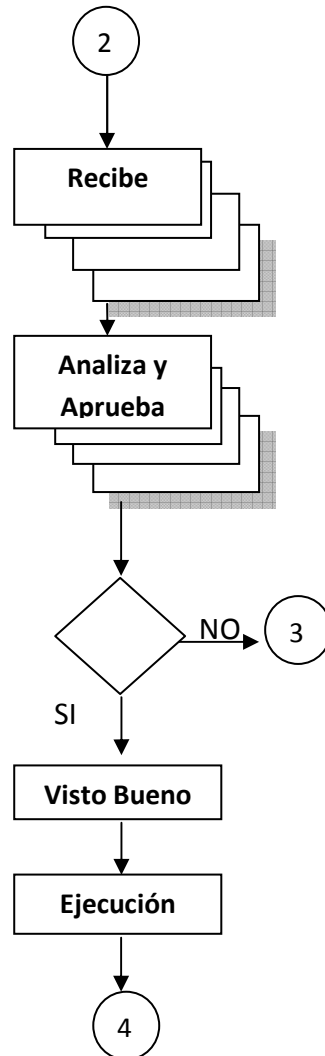 2
Recibe
Analiza y
Aprueba
NO
3
SI
Visto Bueno
Ejecución
4